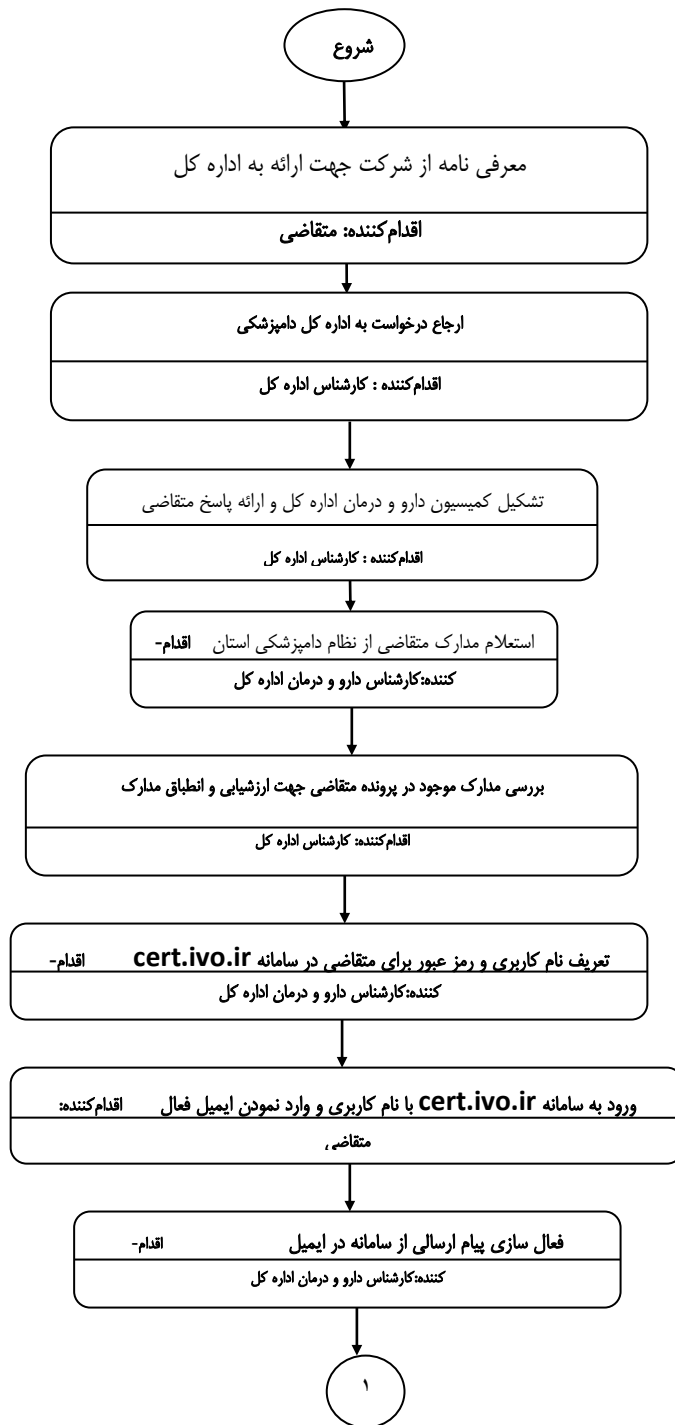 شروع
معرفی نامه از شرکت جهت ارائه به اداره کل
اقدام‌کننده: متقاضی
ارجاع درخواست به اداره کل دامپزشکی
اقدام‌کننده : کارشناس اداره کل
تشکیل کمیسیون دارو و درمان اداره کل و ارائه پاسخ متقاضی
اقدام‌کننده : کارشناس اداره کل
استعلام مدارک متقاضی از نظام دامپزشکی استان اقدام-
کننده:کارشناس دارو و درمان اداره کل
بررسی مدارک موجود در پرونده متقاضی جهت ارزشیابی و انطباق مدارک
اقدام‌کننده: کارشناس اداره کل
تعریف نام کاربری و رمز عبور برای متقاضی در سامانه cert.ivo.ir اقدام-
کننده:کارشناس دارو و درمان اداره کل
ورود به سامانه cert.ivo.ir با نام کاربری و وارد نمودن ایمیل فعال اقدام‌کننده:
متقاضی
فعال سازی پیام ارسالی از سامانه در ایمیل اقدام-
کننده:کارشناس دارو و درمان اداره کل
۱